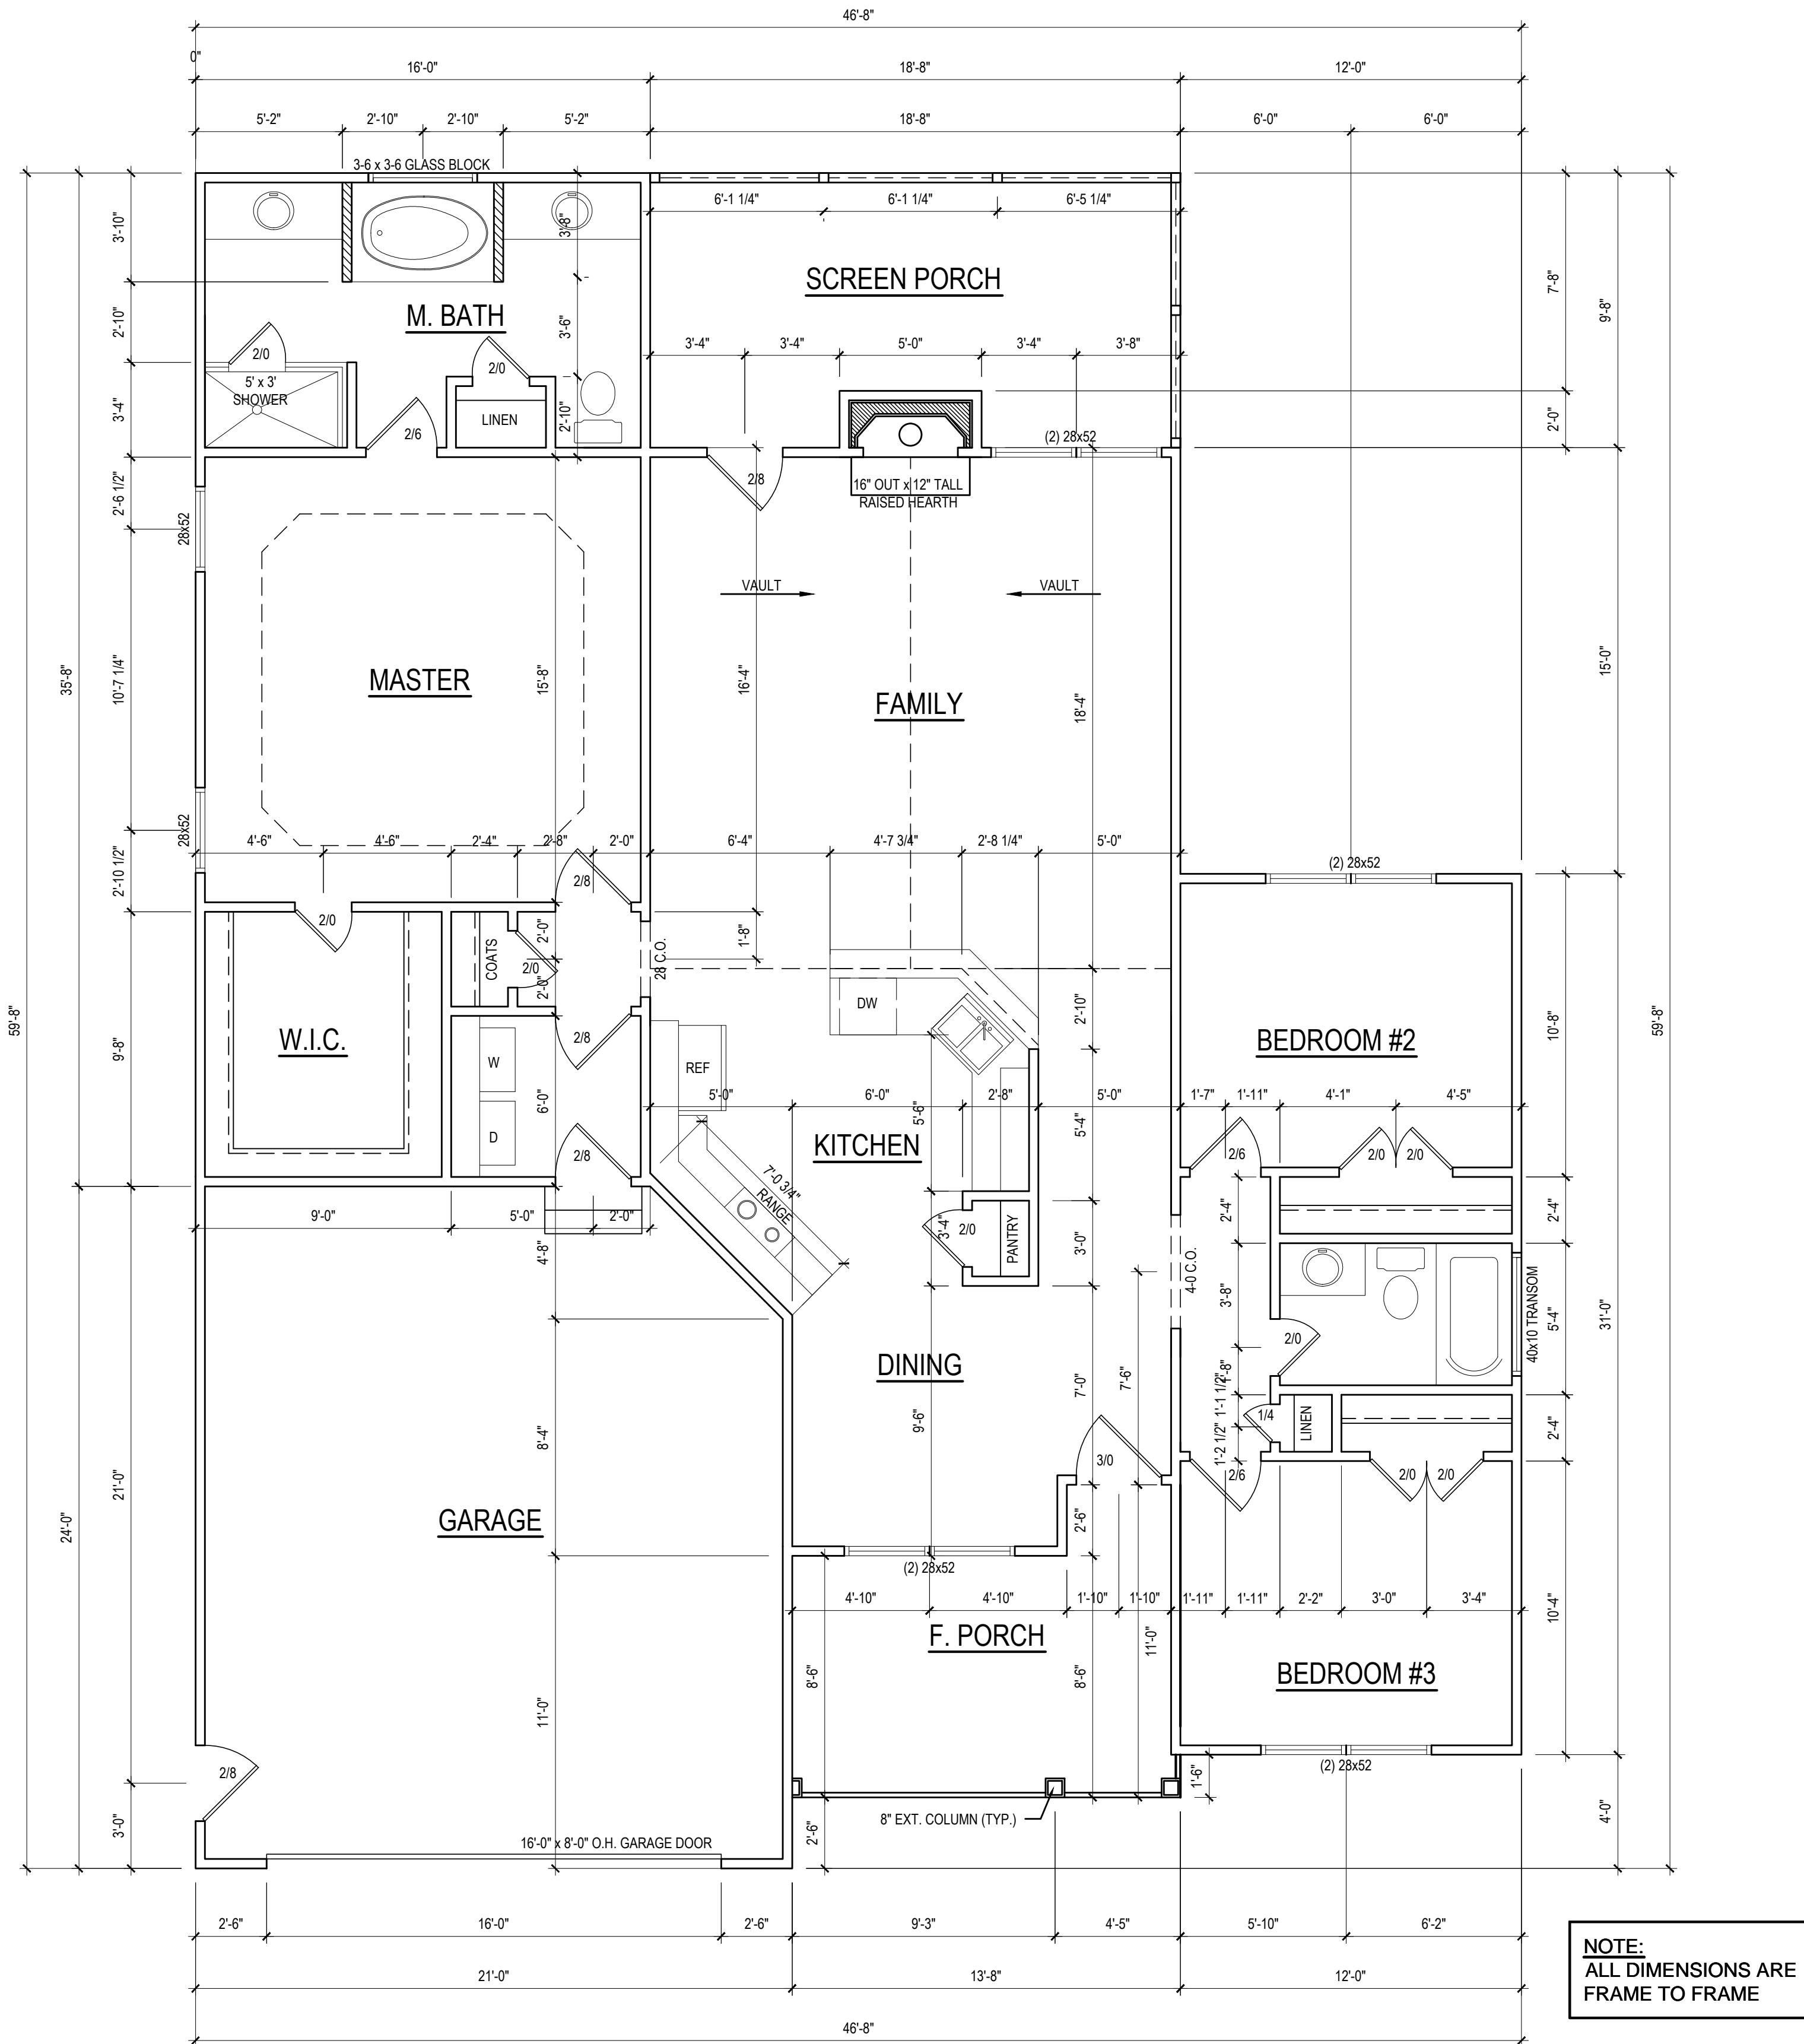 46'-8"
0"
16'-0" 18'-8" 12'-0"
5'-2" 2'-10" 2'-10" 5'-2" 18'-8" 6'-0" 6'-0"
3-6 x 3-6 GLASS BLOCK
6'-1 1/4" 6'-1 1/4" 6'-5 1/4"
3'-10"
3'-8"
SCREEN PORCH
7'-8"
9'-8"
M. BATH
2'-10"
3'-6"
2/0
2/0
3'-4" 3'-4" 5'-0" 3'-4" 3'-8"
5' x 3'
SHOWER
3'-4"
LINEN
2'-10"
2'-0"
2/6
(2) 28x52
2/8
16" OUT x 12" TALL
RAISED HEARTH
2'-6 1/2"
28x52
VAULT VAULT
35'-8"
10'-7 1/4"
MASTER
15'-8"
16'-4"
FAMILY
18'-4"
15'-0"
28x52
4'-6" 4'-6" 2'-4" 2'-8" 2'-0" 6'-4" 4'-7 3/4" 2'-8 1/4" 5'-0"
2'-10 1/2"
2/8
(2) 28x52
2/0
2'-0"
COATS
2/0
2'-0"
28 C.O.
1'-8"
DW
2'-10"
59'-8"
9'-8"
W.I.C.
2/8
W
REF
BEDROOM #2
10'-8"
59'-8"
6'-0"
5'-0" 6'-0" 2'-8" 5'-0" 1'-7" 1'-11" 4'-1" 4'-5"
5'-6"
5'-4"
D
2/8
KITCHEN
2/6
2/0 2/0
7'-0 3/4"
RANGE
9'-0" 5'-0" 2'-0"
4'-8"
3'-4"
2/0
PANTRY
3'-0"
2'-4"
2'-4"
4-0 C.O.
3'-8"
40x10 TRANSOM
5'-4"
31'-0"
2/0
DINING
7'-0"
7'-6"
1'-8"
1'-1 1/2"
9'-6"
8'-4"
1/4
LINEN
2'-4"
1'-2 1/2"
3/0
2/6
2/0 2/0
21'-0"
24'-0"
GARAGE
2'-6"
(2) 28x52
4'-10" 4'-10" 1'-10" 1'-10" 1'-11" 1'-11" 2'-2" 3'-0" 3'-4"
F. PORCH
11'-0"
10'-4"
8'-6"
8'-6"
BEDROOM #3
11'-0"
2/8
(2) 28x52
1'-6"
3'-0"
8" EXT. COLUMN (TYP.)
2'-6"
4'-0"
16'-0" x 8'-0" O.H. GARAGE DOOR
2'-6" 16'-0" 2'-6" 9'-3" 4'-5" 5'-10" 6'-2"
21'-0" 13'-8" 12'-0"
46'-8"
NOTE:
ALL DIMENSIONS ARE
FRAME TO FRAME